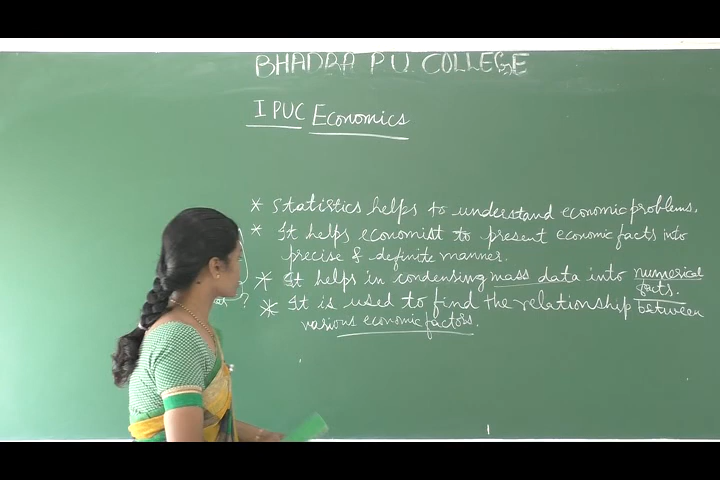 BHADRA P U COLLEGE
I PUC Economics
* Statistics helps to understand economic problems.
* It helps economist to present economic facts into
precise & definite manner.
* It helps in condensing mass data into numerical
facts.
* It is used to find the relationship between
various economic factors.
?